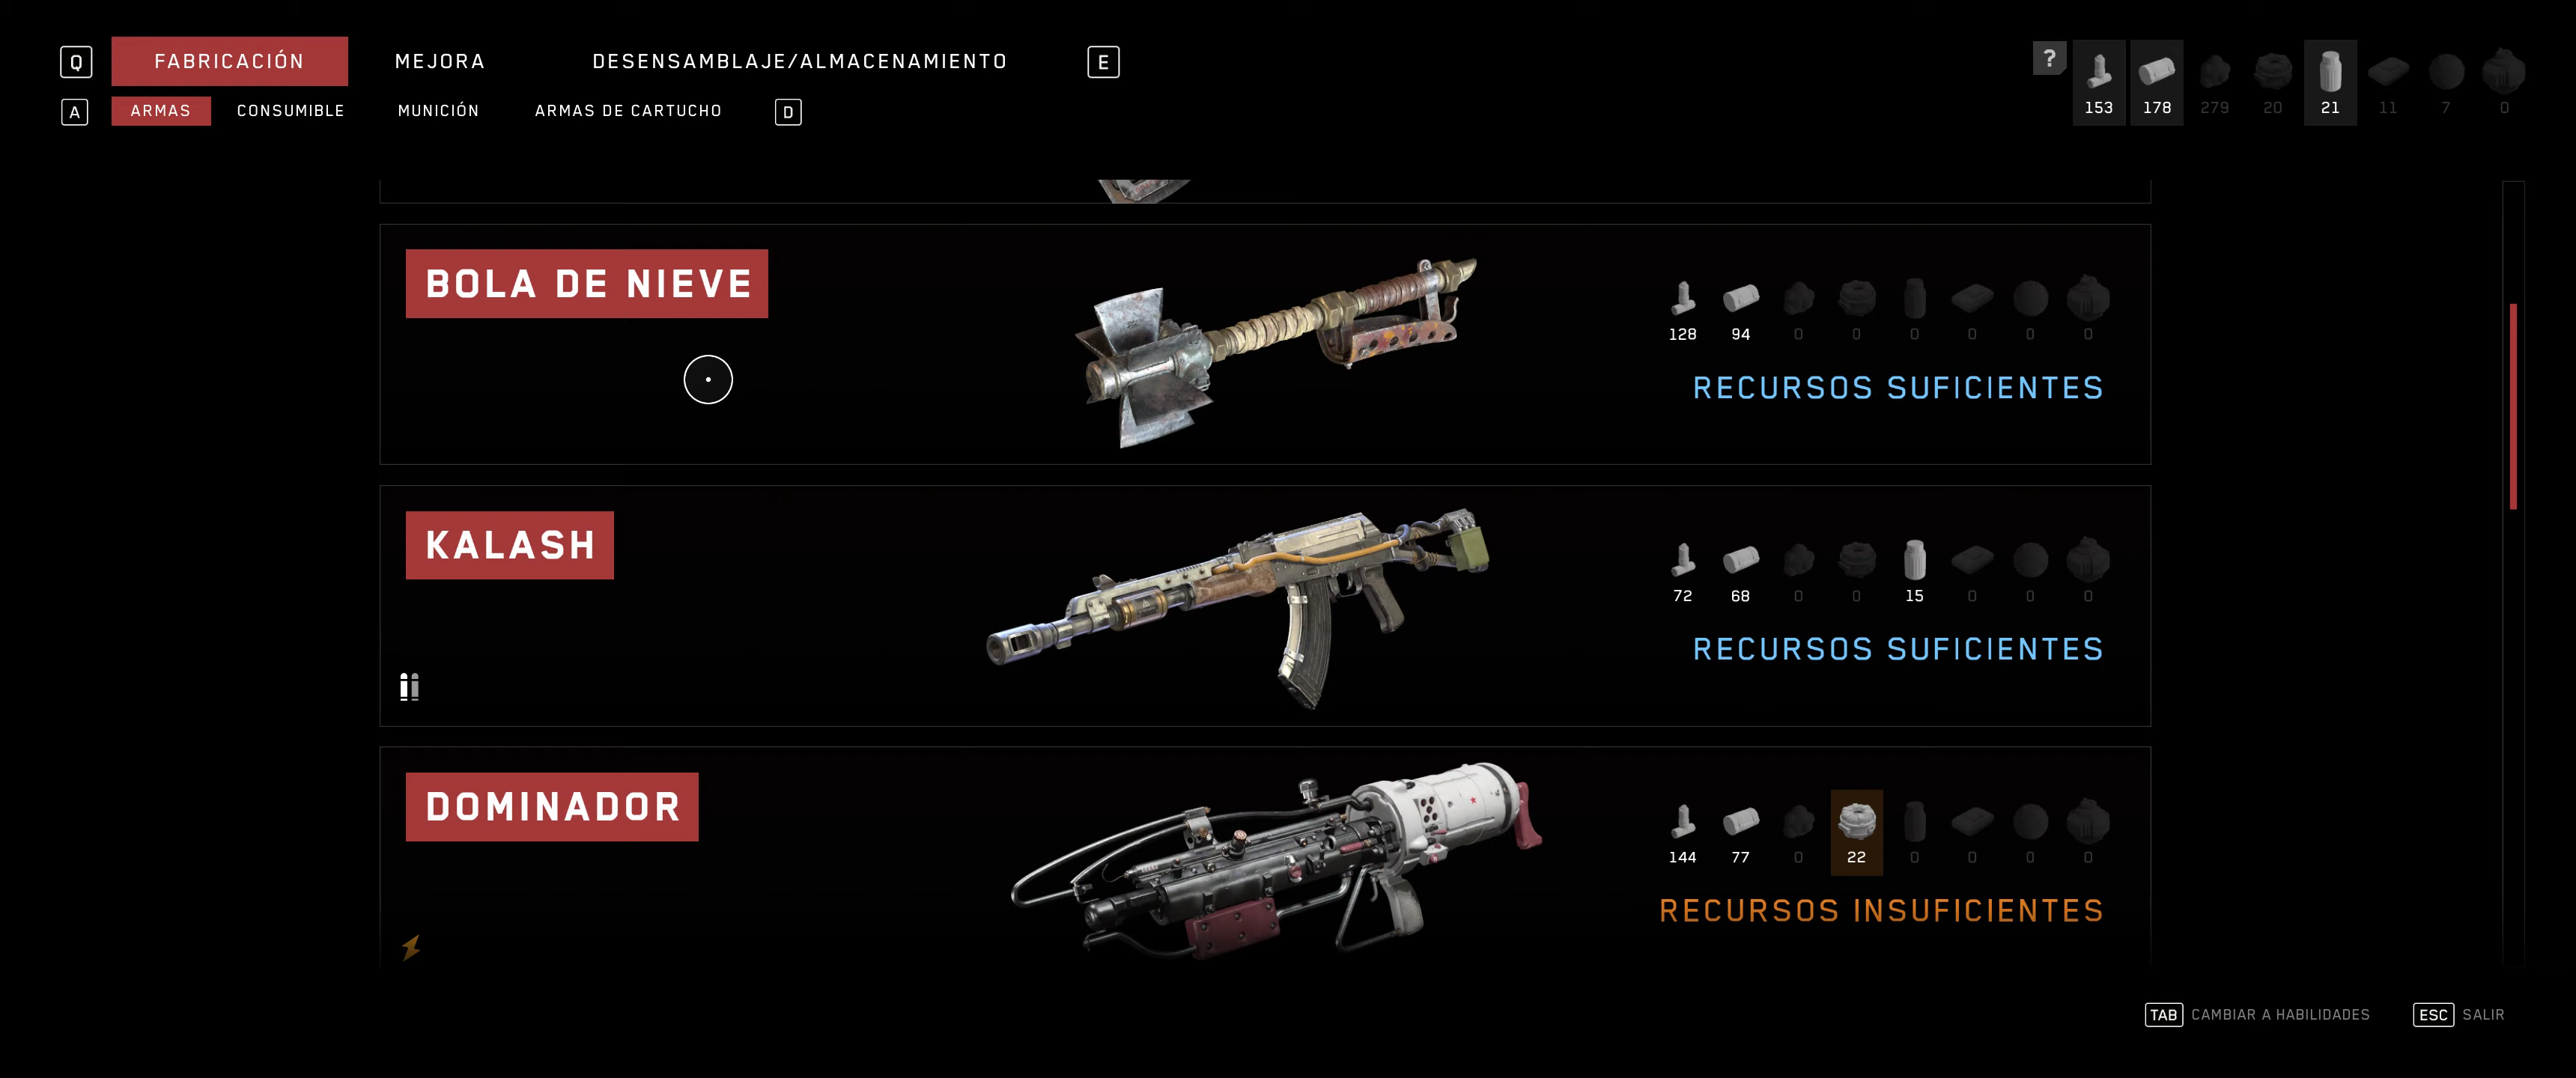 Q FABRICACIÓN MEJORA DESENSAMBLAJE/ALMACENAMIENTO E
A ARMAS CONSUMIBLE MUNICIÓN ARMAS DE CARTUCHO D
?
153 178 279 20 21 11 7 0
BOLA DE NIEVE
128 94 0 0 0 0 0 0
RECURSOS SUFICIENTES
KALASH
72 68 0 0 15 0 0 0
RECURSOS SUFICIENTES
DOMINADOR
144 77 0 22 0 0 0 0
RECURSOS INSUFICIENTES
TAB CAMBIAR A HABILIDADES ESC SALIR